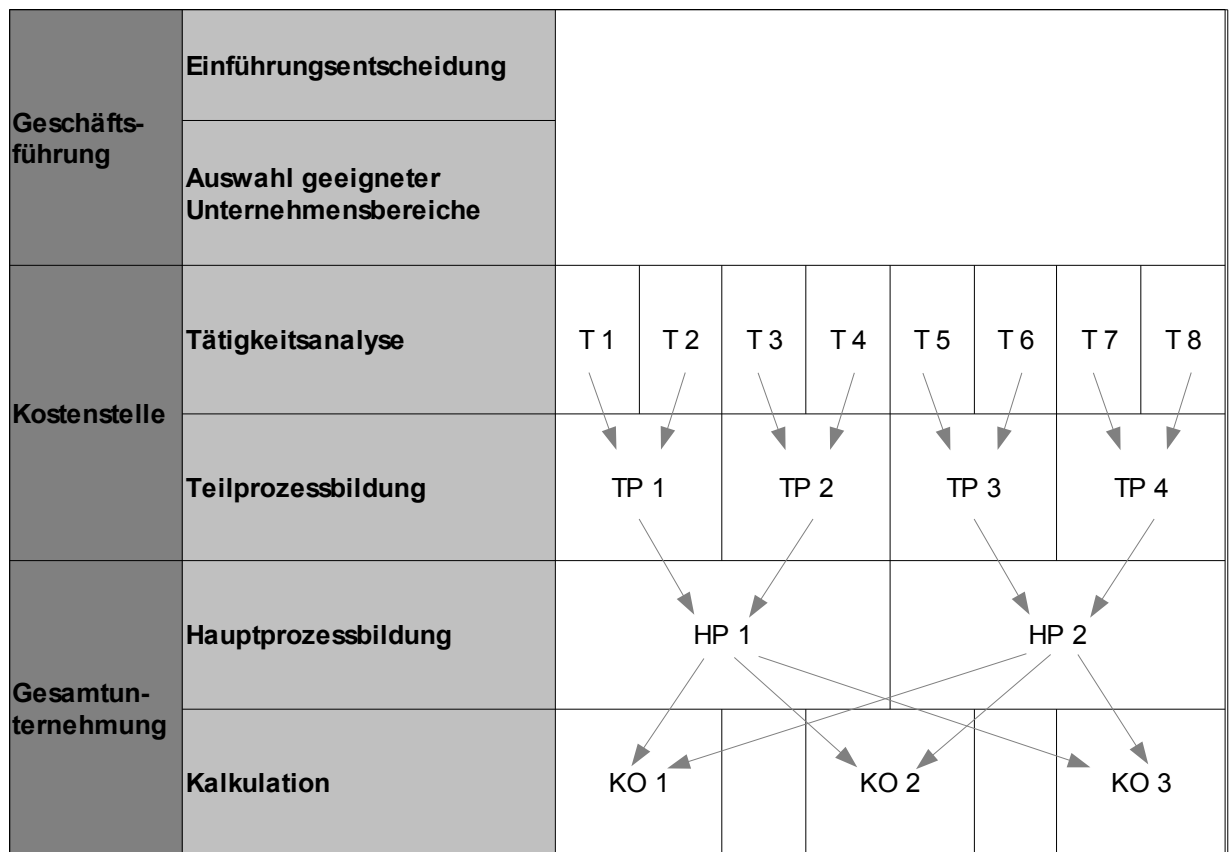 Geschäfts-
führung
Einführungsentscheidung
Auswahl geeigneter
Unternehmensbereiche
Kostenstelle
Tätigkeitsanalyse
T 1 T 2 T 3 T 4 T 5 T 6 T 7 T 8
Teilprozessbildung
TP 1 TP 2 TP 3 TP 4
Gesamtun-
ternehmung
Hauptprozessbildung
HP 1 HP 2
Kalkulation
KO 1 KO 2 KO 3